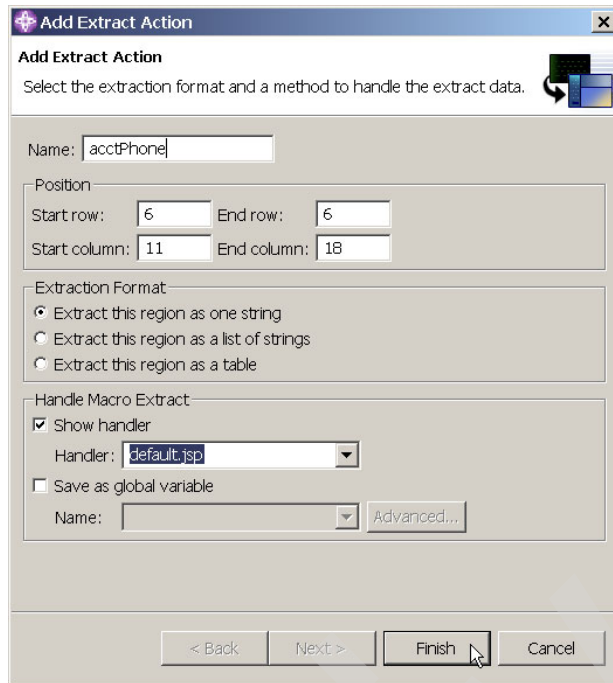 Add Extract Action
Add Extract Action
Select the extraction format and a method to handle the extract data.
Name: acctPhone
Position
Start row: 6 End row: 6
Start column: 11 End column: 18
Extraction Format
Extract this region as one string
Extract this region as a list of strings
Extract this region as a table
Handle Macro Extract
Show handler
Handler: default.jsp
Save as global variable
Name: Advanced...
< Back Next > Finish Cancel